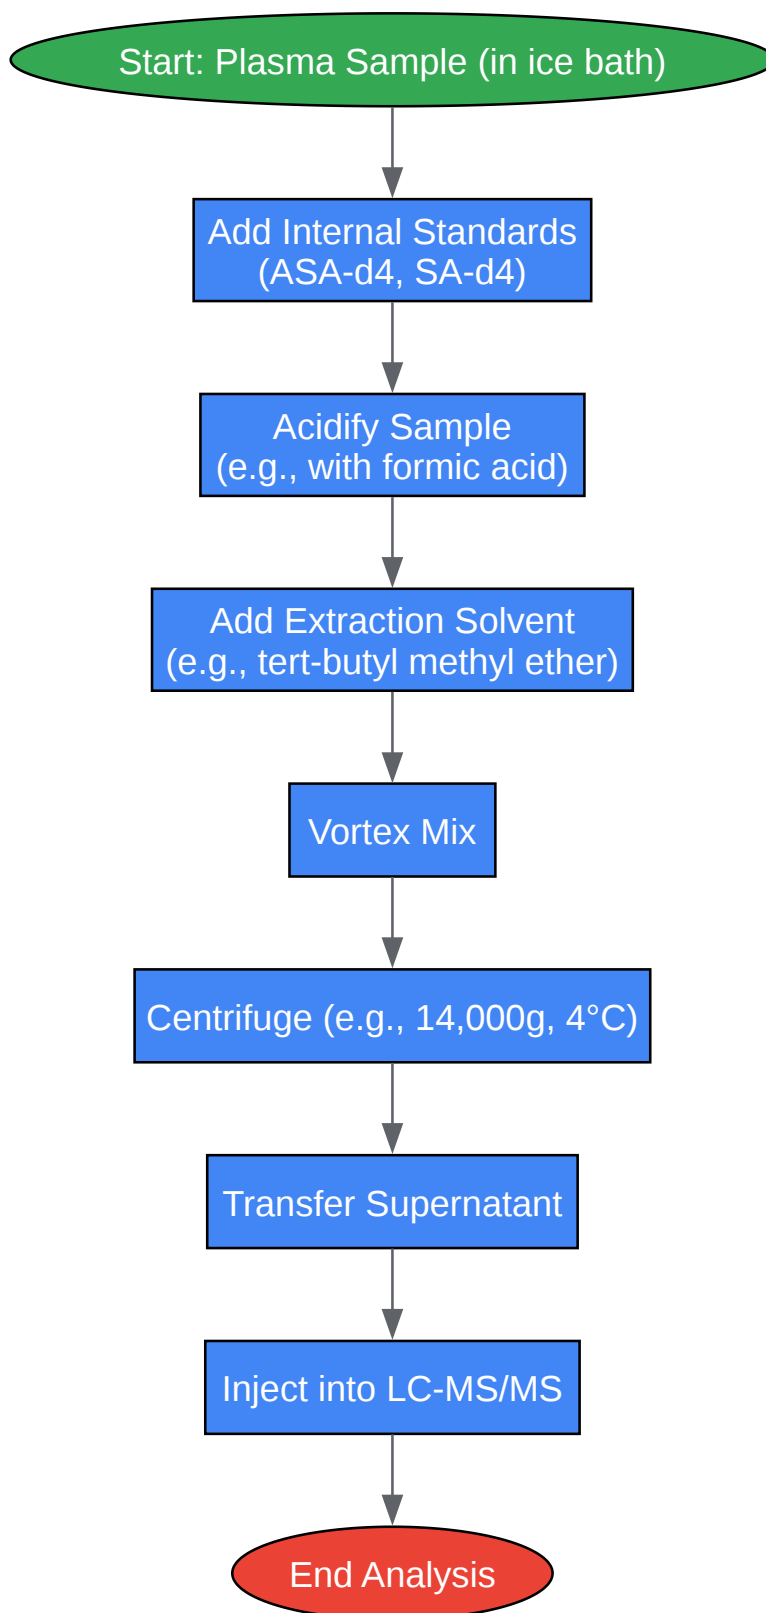 Start: Plasma Sample (in ice bath)
Add Internal Standards
(ASA-d4, SA-d4)
Acidify Sample
(e.g., with formic acid)
Add Extraction Solvent
(e.g., tert-butyl methyl ether)
Vortex Mix
Centrifuge (e.g., 14,000g, 4°C)
Transfer Supernatant
Inject into LC-MS/MS
End Analysis